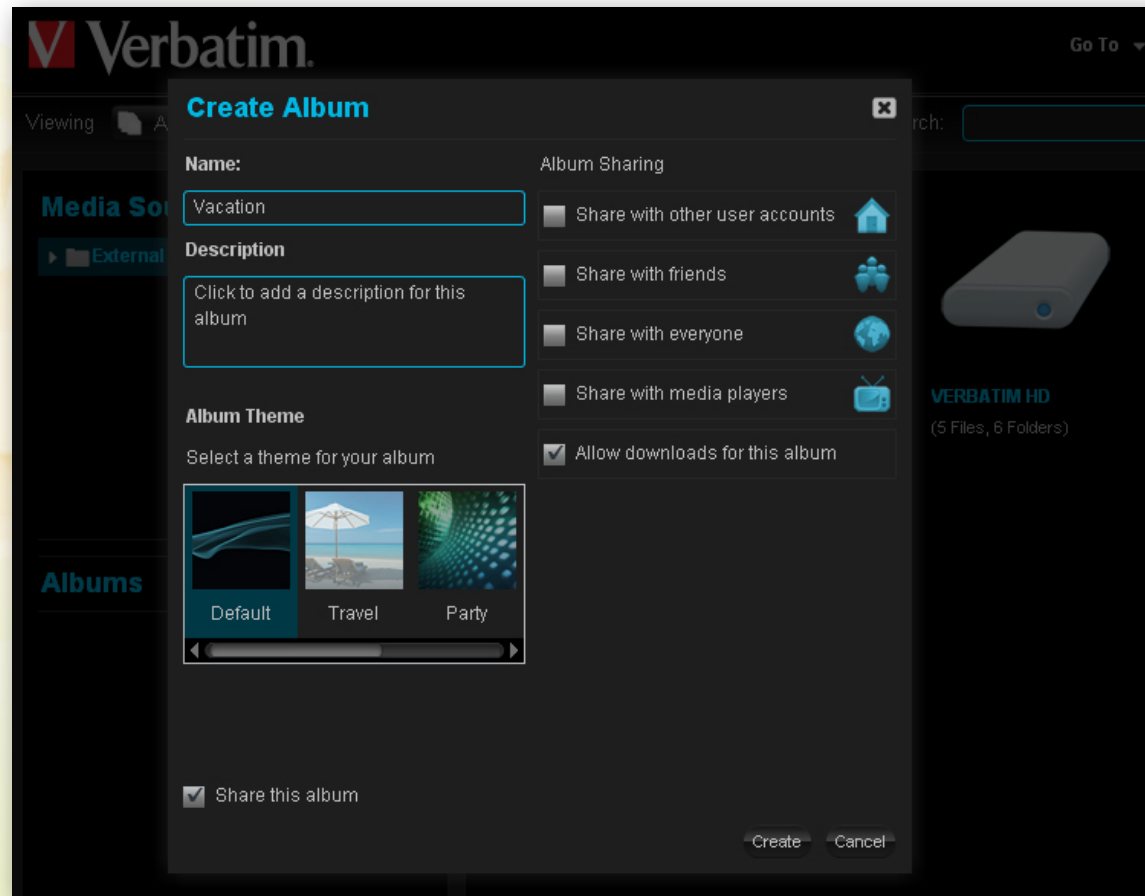 Verbatim.
Go To
Viewing A
rch:
Create Album
Name:
Vacation
Description
Click to add a description for this
album
Album Theme
Select a theme for your album
Default Travel Party
Share this album
Album Sharing
Share with other user accounts
Share with friends
Share with everyone
Share with media players
Allow downloads for this album
Create Cancel
Media Sou
External
Albums
VERBATIM HD
(5 Files, 6 Folders)